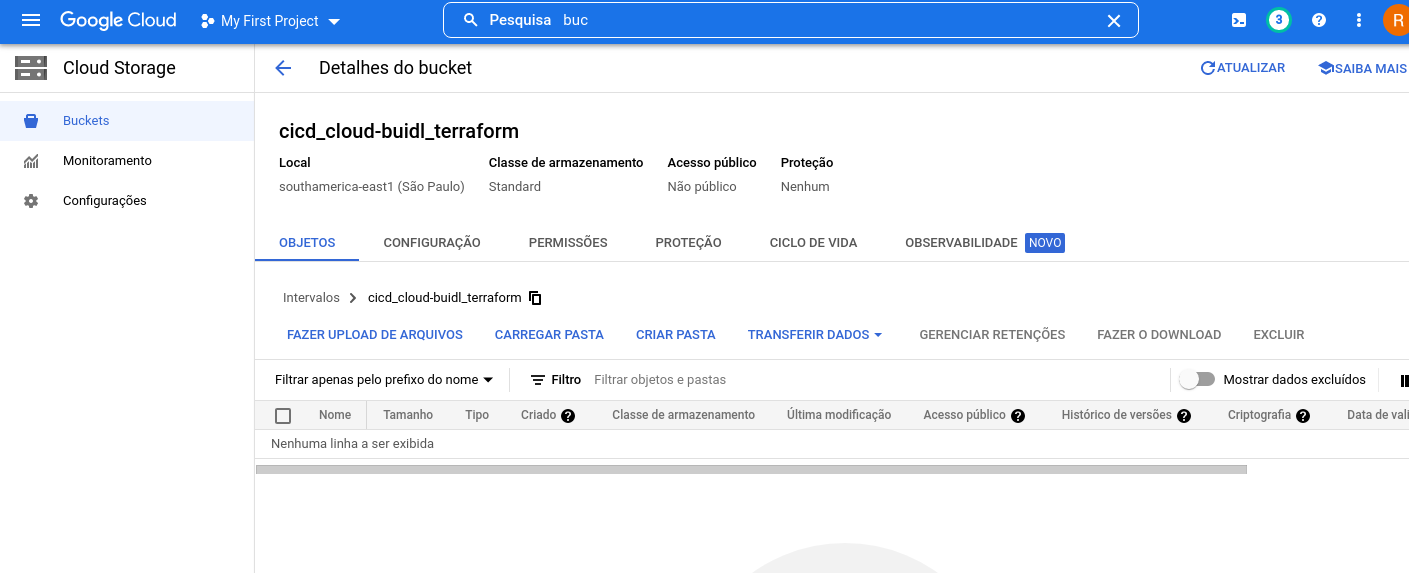 Google Cloud My First Project Pesquisa buc 3 R
Cloud Storage
Detalhes do bucket
ATUALIZAR
SAIBA MAIS
Buckets
Monitoramento
Configurações
cicd_cloud-buidl_terraform
Local Classe de armazenamento Acesso público Proteção
southamerica-east1 (São Paulo) Standard Não público Nenhum
OBJETOS CONFIGURAÇÃO PERMISSÕES PROTEÇÃO CICLO DE VIDA OBSERVABILIDADE NOVO
Intervalos cicd_cloud-buidl_terraform
FAZER UPLOAD DE ARQUIVOS CARREGAR PASTA CRIAR PASTA TRANSFERIR DADOS GERENCIAR RETENÇÕES FAZER O DOWNLOAD EXCLUIR
Filtrar apenas pelo prefixo do nome Filtro Filtrar objetos e pastas Mostrar dados excluídos
Nome Tamanho Tipo Criado Classe de armazenamento Última modificação Acesso público Histórico de versões Criptografia Data de vali
Nenhuma linha a ser exibida